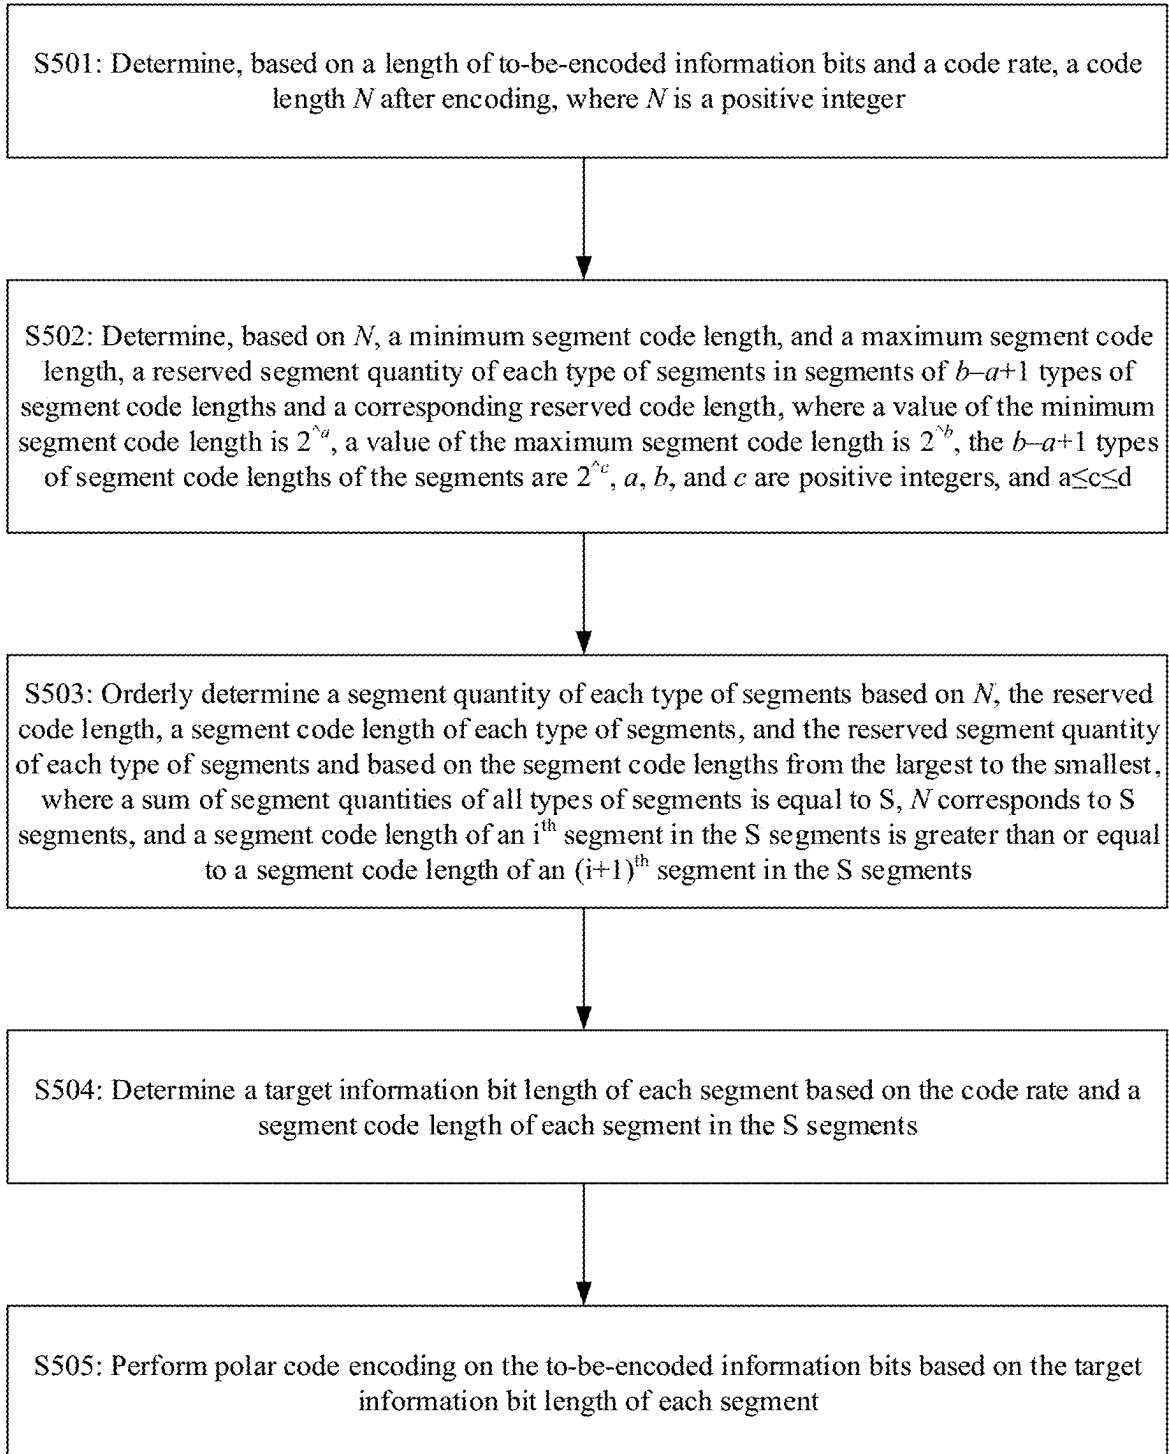 S501: Determine, based on a length of to-be-encoded information bits and a code rate, a code
length N after encoding, where N is a positive integer
S502: Determine, based on N, a minimum segment code length, and a maximum segment code
length, a reserved segment quantity of each type of segments in segments of b–a+1 types of
segment code lengths and a corresponding reserved code length, where a value of the minimum
segment code length is 2^a, a value of the maximum segment code length is 2^b, the b–a+1 types
of segment code lengths of the segments are 2^c, a, b, and c are positive integers, and a≤c≤d
S503: Orderly determine a segment quantity of each type of segments based on N, the reserved
code length, a segment code length of each type of segments, and the reserved segment quantity
of each type of segments and based on the segment code lengths from the largest to the smallest,
where a sum of segment quantities of all types of segments is equal to S, N corresponds to S
segments, and a segment code length of an i^th segment in the S segments is greater than or equal
to a segment code length of an (i+1)^th segment in the S segments
S504: Determine a target information bit length of each segment based on the code rate and a
segment code length of each segment in the S segments
S505: Perform polar code encoding on the to-be-encoded information bits based on the target
information bit length of each segment